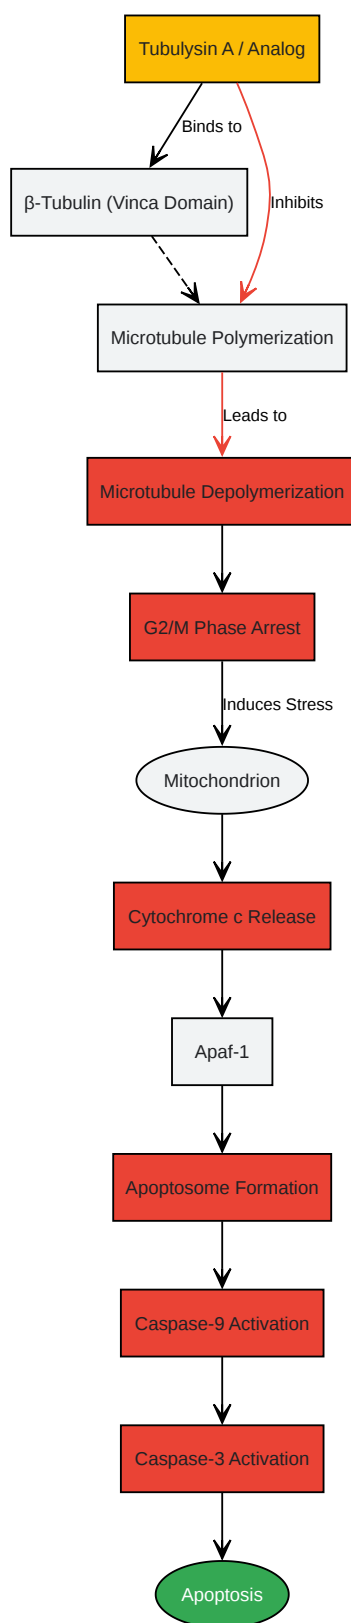 Tubulysin A / Analog
Binds to
β-Tubulin (Vinca Domain)
Inhibits
Microtubule Polymerization
Leads to
Microtubule Depolymerization
G2/M Phase Arrest
Induces Stress
Mitochondrion
Cytochrome c Release
Apaf-1
Apoptosome Formation
Caspase-9 Activation
Caspase-3 Activation
Apoptosis